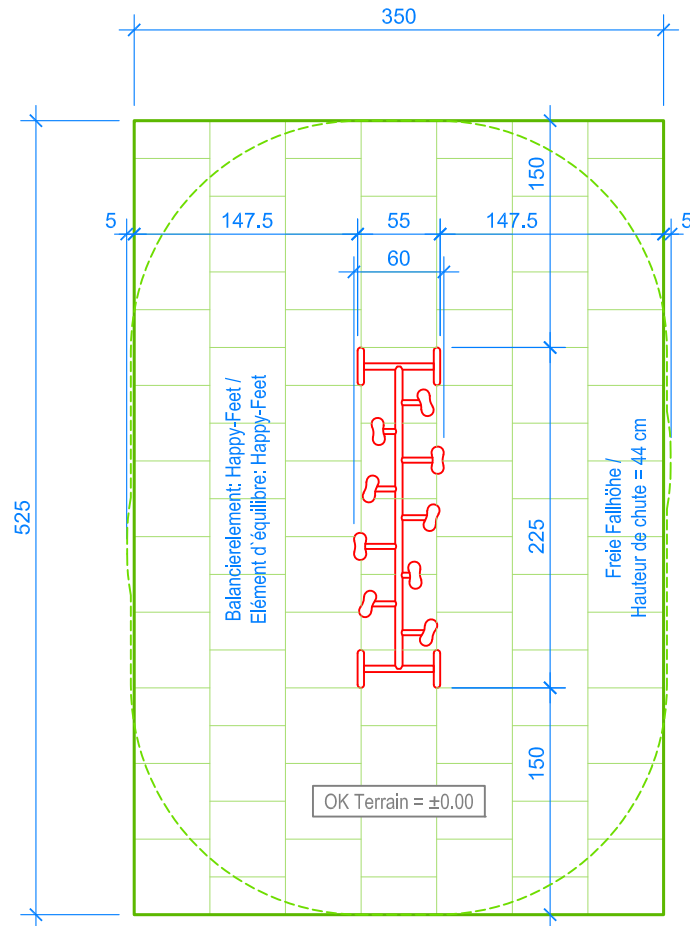 350
150
5
147.5
55
147.5
5
60
Balancierelement: Happy-Feet /
Elément d`équilibre: Happy-Feet
Freie Fallhöhe /
Hauteur de chute = 44 cm
525
225
150
OK Terrain = ±0.00